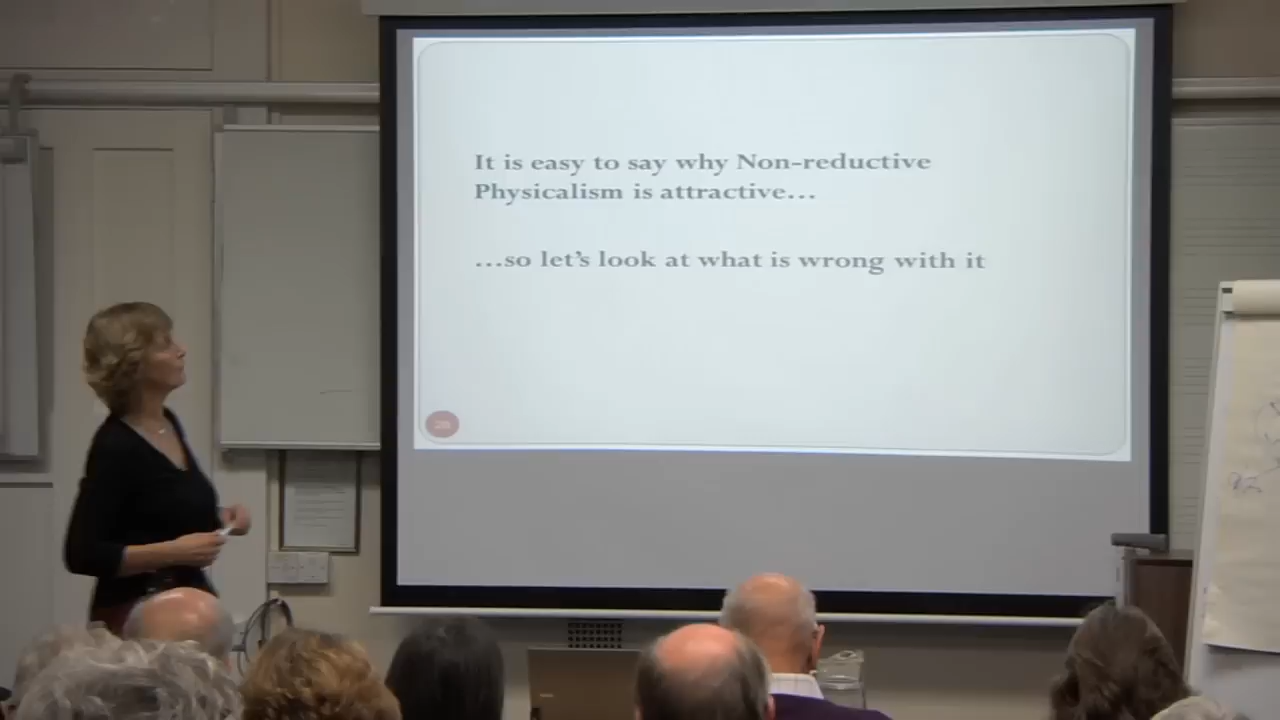 It is easy to say why Non-reductive
Physicalism is attractive…
…so let's look at what is wrong with it